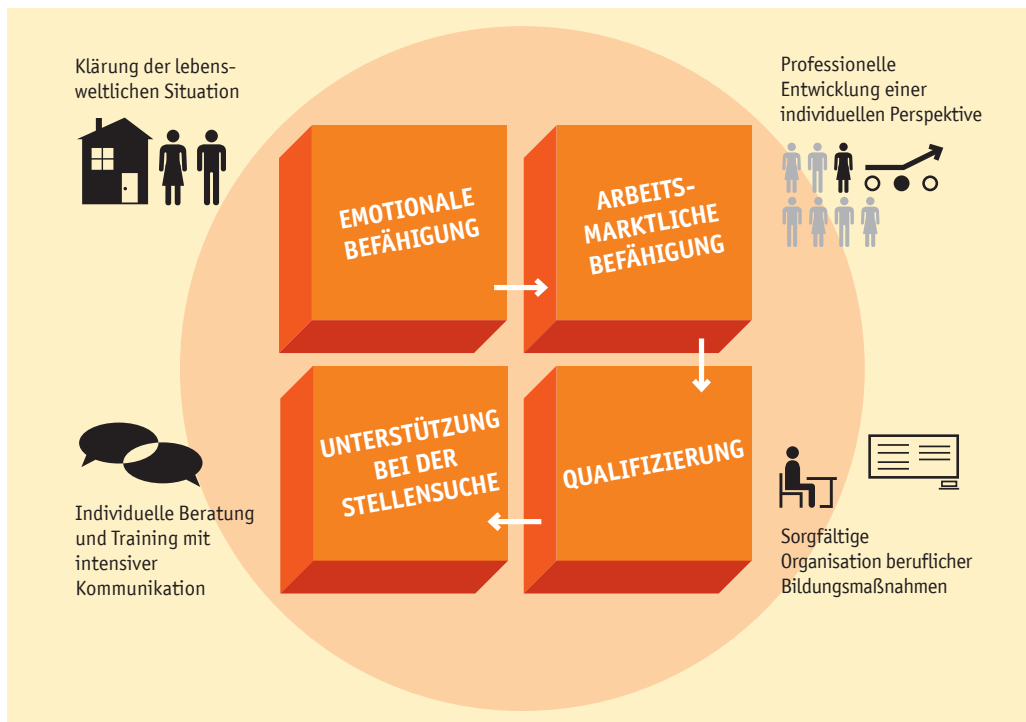 Klärung der lebens-
weltlichen Situation
EMOTIONALE
BEFÄHIGUNG
ARBEITS-
MARKTLICHE
BEFÄHIGUNG
Professionelle
Entwicklung einer
individuellen Perspektive
QUALIFIZIERUNG
Sorgfältige
Organisation beruflicher
Bildungsmaßnahmen
UNTERSTÜTZUNG
BEI DER
STELLENSUCHE
Individuelle Beratung
und Training mit
intensiver
Kommunikation